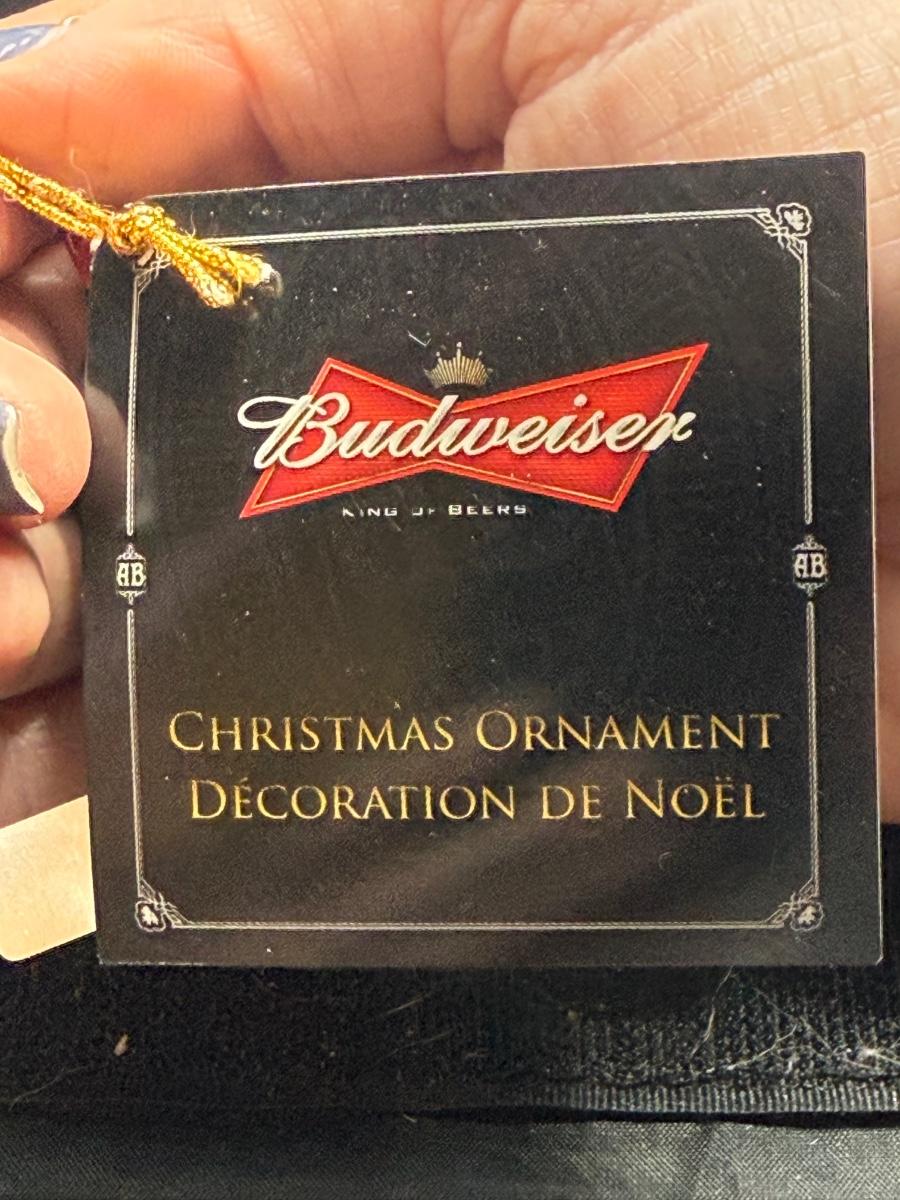 Budweiser
KING OF BEERS
AB
AB
CHRISTMAS ORNAMENT
DÉCORATION DE NOËL